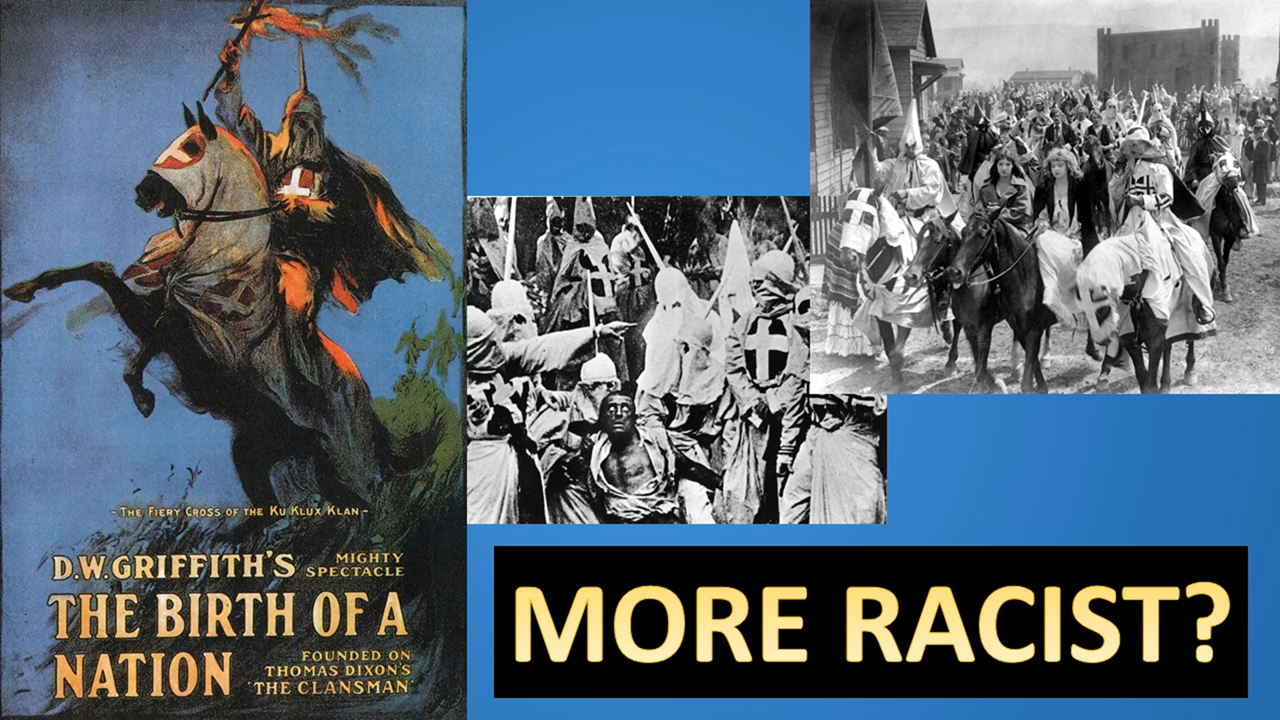 -THE FIERY CROSS OF THE KU KLUX KLAN-
D.W. GRIFFITH'S MIGHTY SPECTACLE
THE BIRTH OF A
NATION
FOUNDED ON
THOMAS DIXON'S
'THE CLANSMAN'
MORE RACIST?